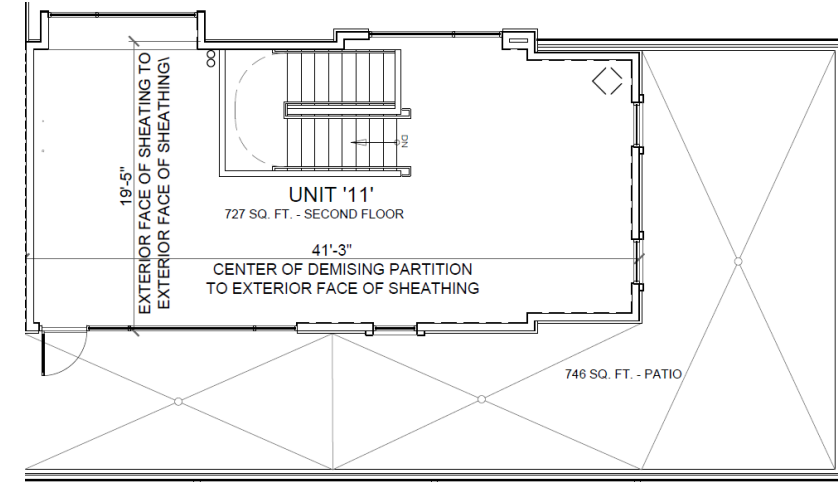 19'-5"
EXTERIOR FACE OF SHEATING TO
EXTERIOR FACE OF SHEATHING\
DN
UNIT '11'
727 SQ. FT. - SECOND FLOOR
41'-3"
CENTER OF DEMISING PARTITION
TO EXTERIOR FACE OF SHEATHING
746 SQ. FT. - PATIO